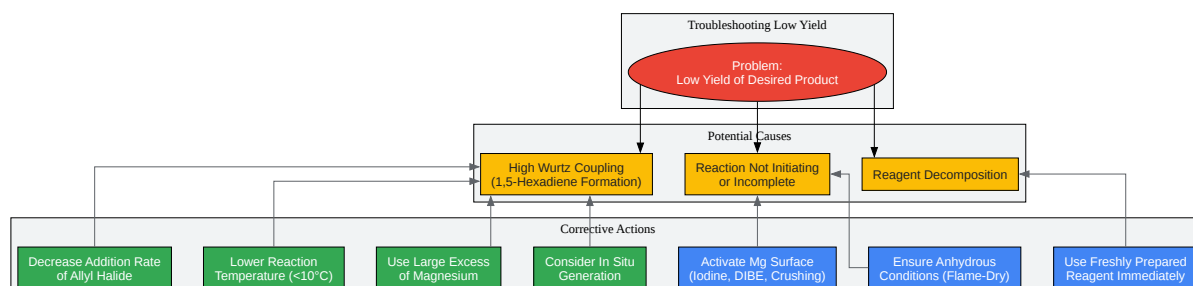 Troubleshooting Low Yield
Problem:
Low Yield of Desired Product
Potential Causes
High Wurtz Coupling
(1,5-Hexadiene Formation)
Reaction Not Initiating
or Incomplete
Reagent Decomposition
Corrective Actions
Decrease Addition Rate
of Allyl Halide
Lower Reaction
Temperature (<10°C)
Use Large Excess
of Magnesium
Consider In Situ
Generation
Activate Mg Surface
(Iodine, DIBE, Crushing)
Ensure Anhydrous
Conditions (Flame-Dry)
Use Freshly Prepared
Reagent Immediately